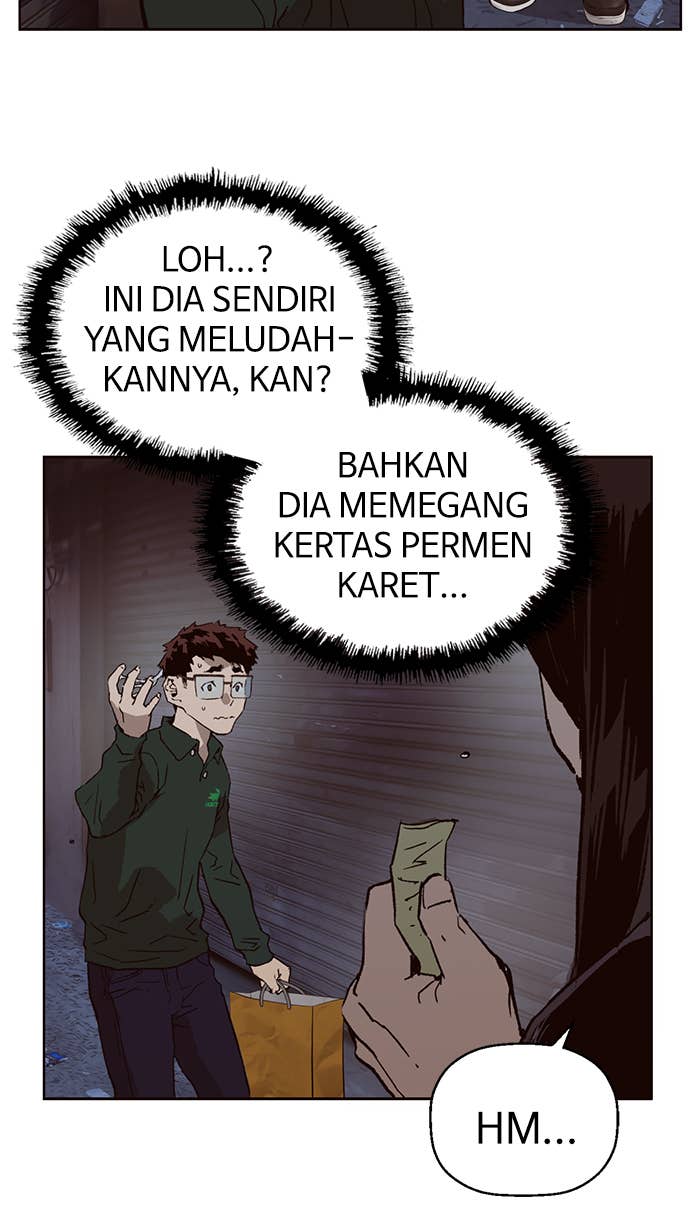 LOH...?
INI DIA SENDIRI
YANG MELUDAH-
KANNYA, KAN?
BAHKAN
DIA MEMEGANG
KERTAS PERMEN
KARET...
HM...